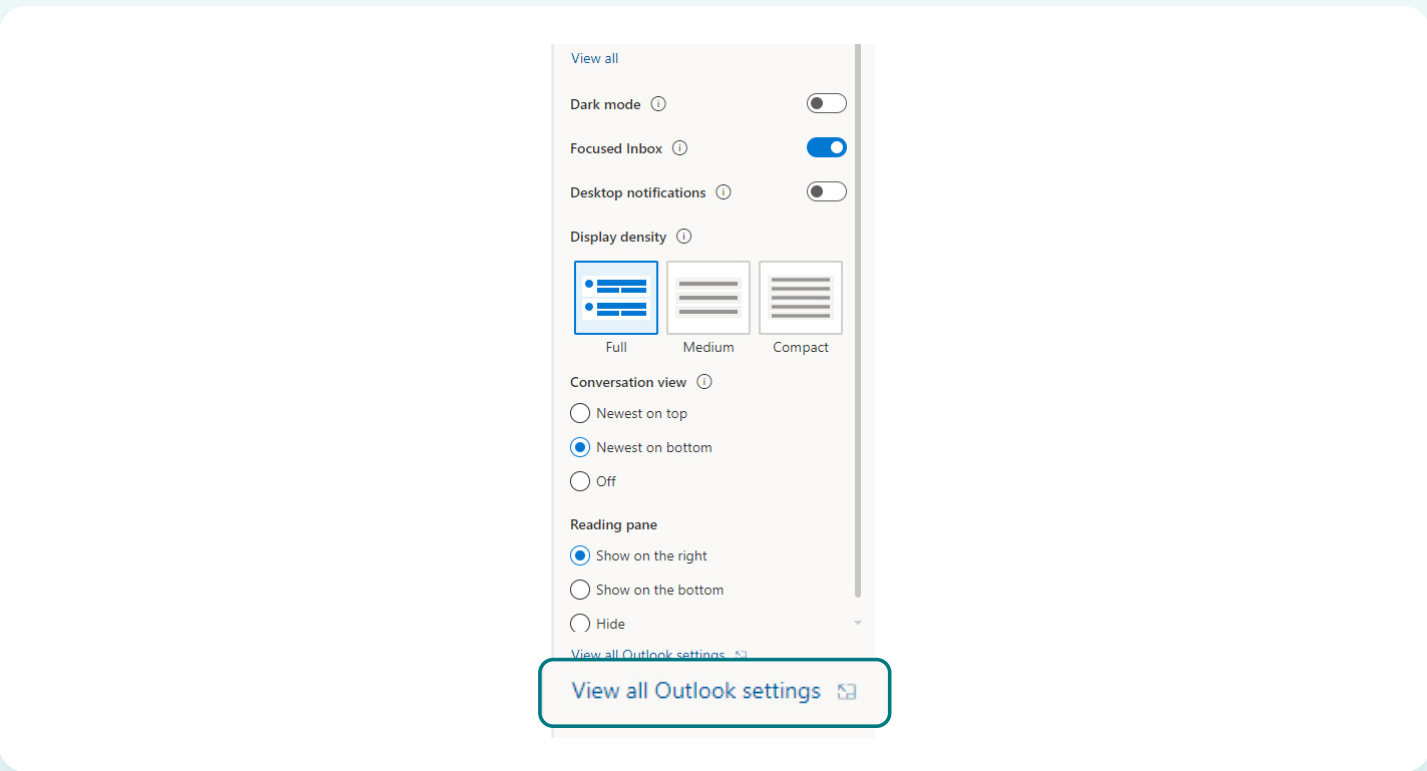 View all
Dark mode
Focused Inbox
Desktop notifications
Display density
Full Medium Compact
Conversation view
Newest on top
Newest on bottom
Off
Reading pane
Show on the right
Show on the bottom
Hide
View all Outlook settings
View all Outlook settings